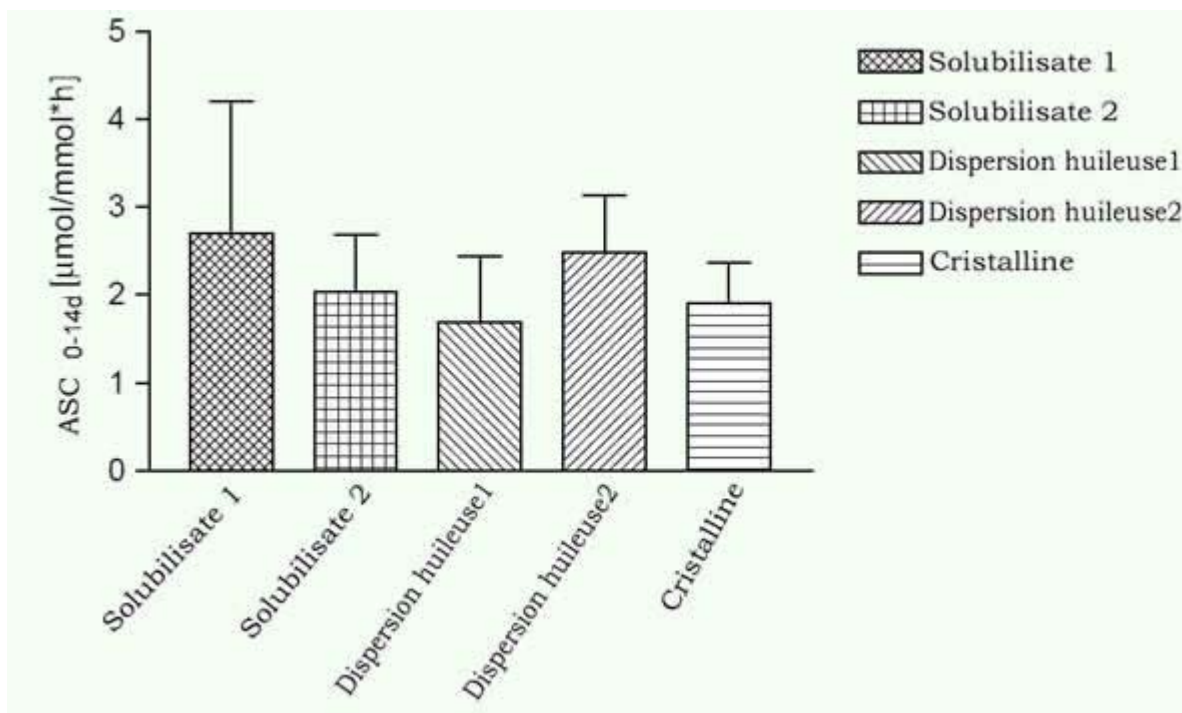 ASC 0-14d [µmol/mmol*h]
5
4
3
2
1
0
Solubilisate 1
Solubilisate 2
Dispersion huileuse1
Dispersion huileuse2
Cristalline
Solubilisate 1
Solubilisate 2
Dispersion huileuse1
Dispersion huileuse2
Cristalline